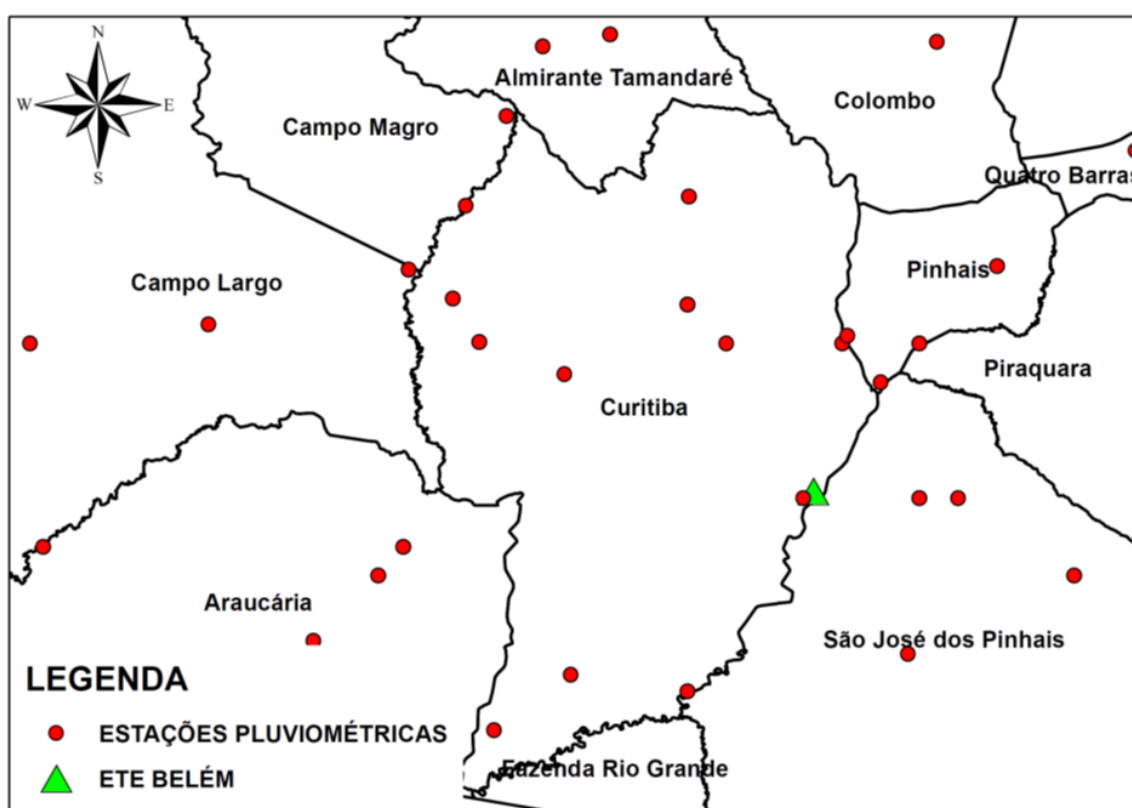 N
Almirante Tamandaré
Colombo
W
E
Campo Magro
S
Quatro Barras
Pinhais
Campo Largo
Piraquara
Curitiba
Araucária
São José dos Pinhais
LEGENDA
ESTAÇÕES PLUVIOMÉTRICAS
Fazenda Rio Grande
ETE BELÉM